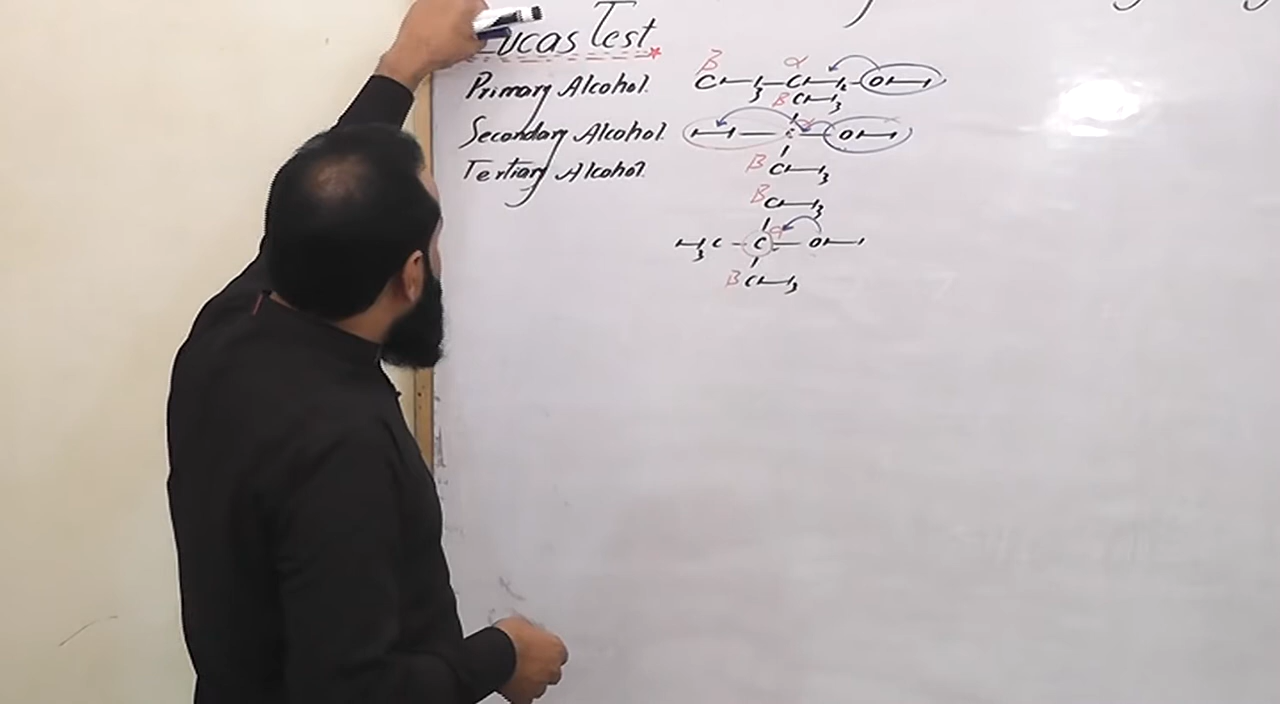 Lucas Test
Primary Alcohol.
Secondary Alcohol.
Tertiary Alcohol.
β α
CH3-CH2-OH
β CH3
H - C - OH
β CH3
β CH3
H3C - C - OH
α
β CH3